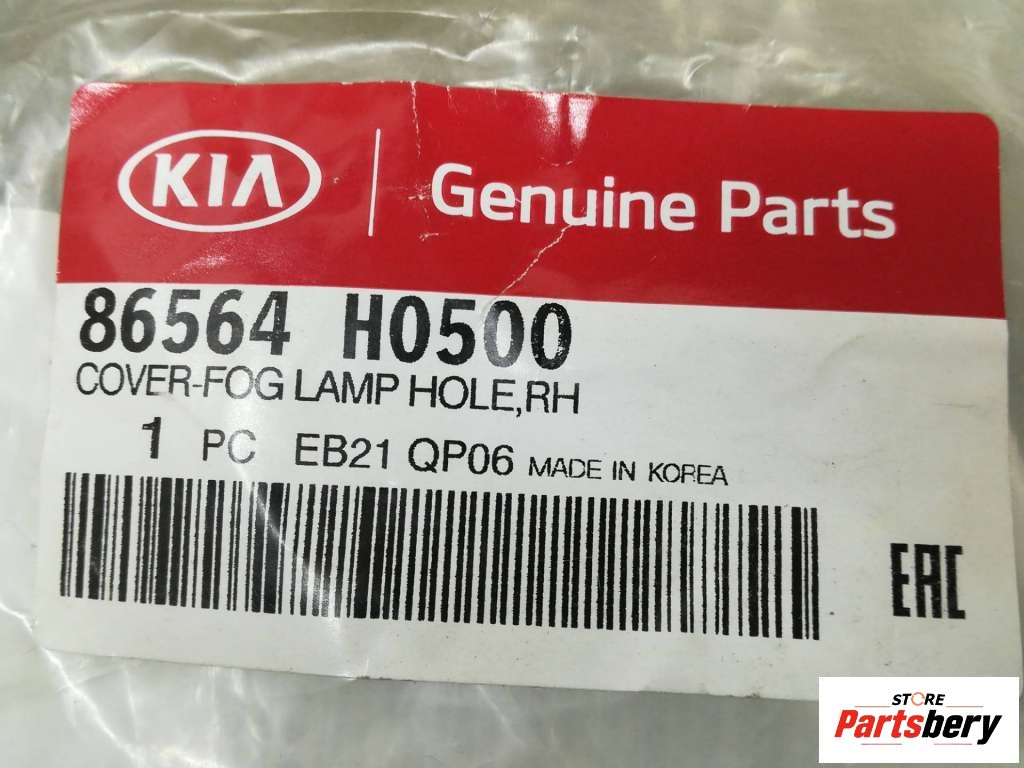 KIA Genuine Parts
86564 H0500
COVER-FOG LAMP HOLE,RH
1 PC EB21 QP06 MADE IN KOREA
EAC
STORE
Partsbery